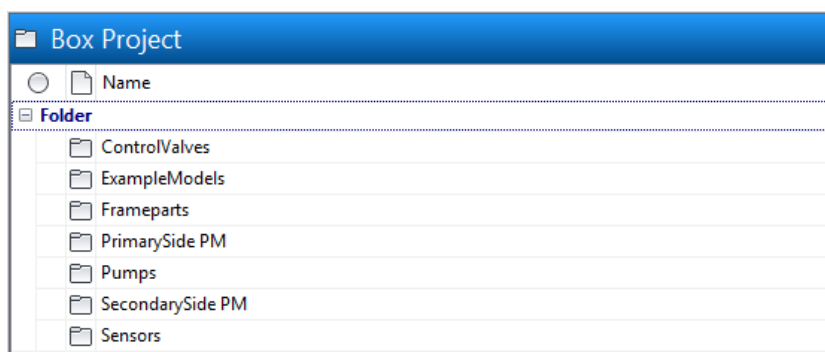 Box Project
Name
Folder
ControlValves
ExampleModels
Frameparts
PrimarySide PM
Pumps
SecondarySide PM
Sensors